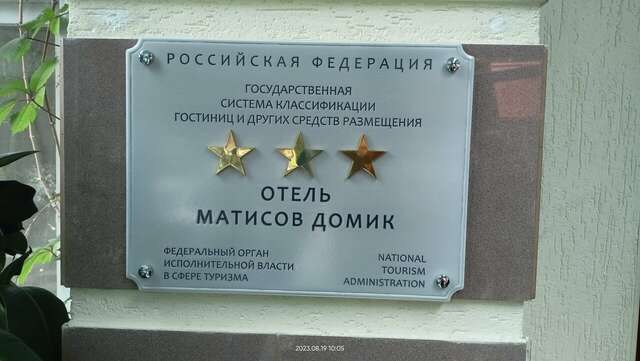 РОССИЙСКАЯ ФЕДЕРАЦИЯ
ГОСУДАРСТВЕННАЯ
СИСТЕМА КЛАССИФИКАЦИИ
ГОСТИНИЦ И ДРУГИХ СРЕДСТВ РАЗМЕЩЕНИЯ
ОТЕЛЬ
МАТИСОВ ДОМИК
ФЕДЕРАЛЬНЫЙ ОРГАН
ИСПОЛНИТЕЛЬНОЙ ВЛАСТИ
В СФЕРЕ ТУРИЗМА
NATIONAL
TOURISM
ADMINISTRATION
2023.08.19 10:05